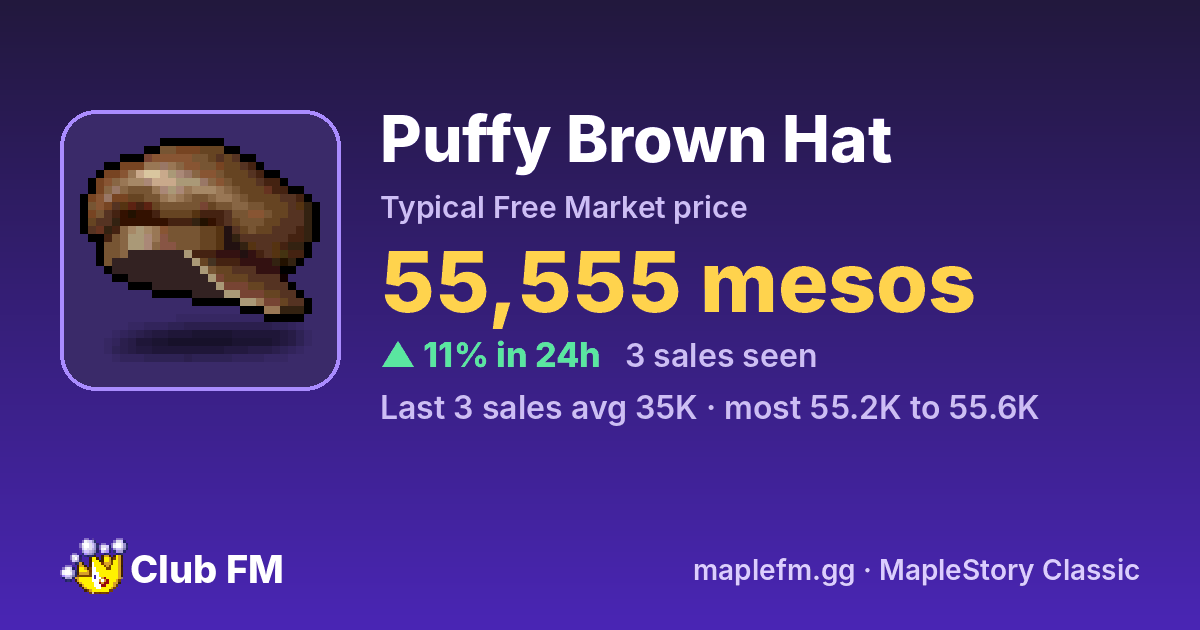 Puffy Brown Hat
Typical Free Market price
55,555 mesos
▲ 11% in 24h 3 sales seen
Last 3 sales avg 35K · most 55.2K to 55.6K
Club FM
maplefm.gg · MapleStory Classic